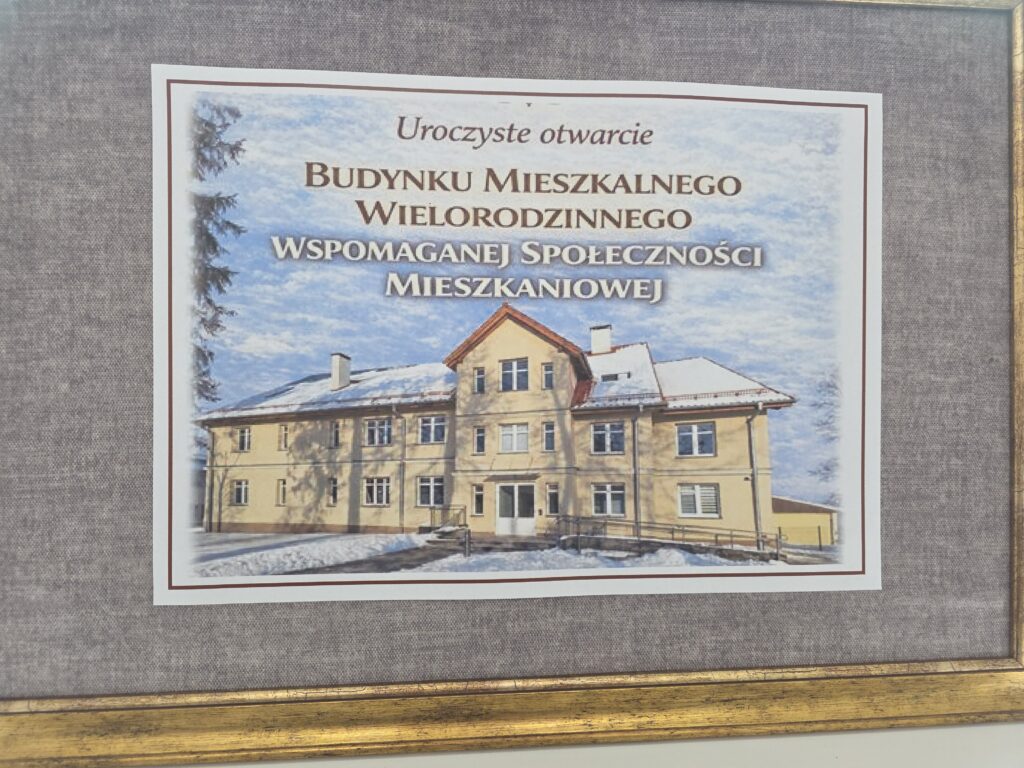 Uroczyste otwarcie
BUDYNKU MIESZKALNEGO
WIELORODZINNEGO
WSPOMAGANEJ SPOŁECZNOŚCI
MIESZKANIOWEJ